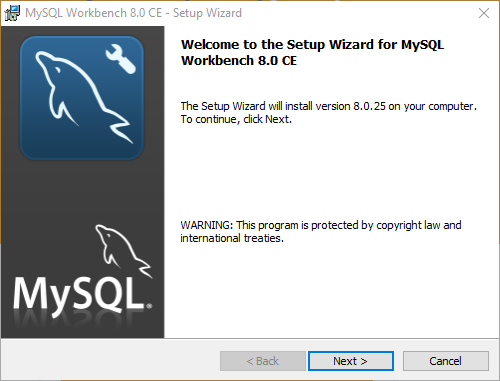 MySQL Workbench 8.0 CE - Setup Wizard
Welcome to the Setup Wizard for MySQL
Workbench 8.0 CE
The Setup Wizard will install version 8.0.25 on your computer.
To continue, click Next.
WARNING: This program is protected by copyright law and
international treaties.
MySQL®
< Back
Next >
Cancel